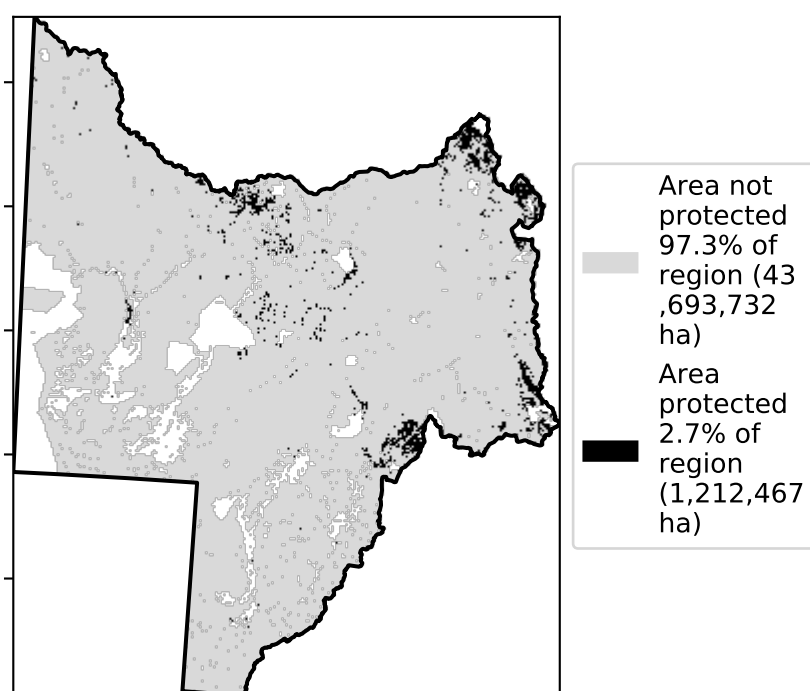 Area not
protected
97.3% of
region (43
,693,732
ha)
Area
protected
2.7% of
region
(1,212,467
ha)